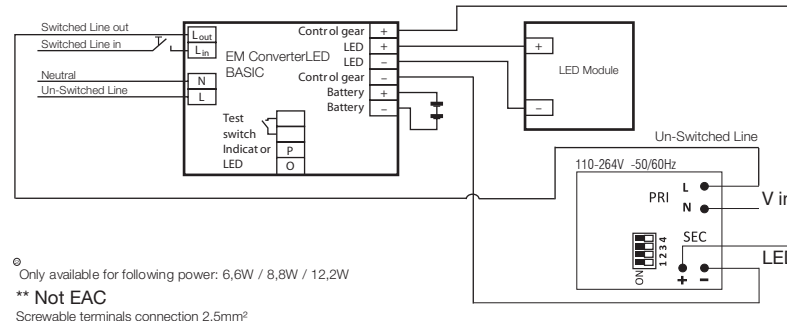 Switched Line out
Switched Line in
Neutral
Un-Switched Line
Lout
Lin
N
L
EM ConverterLED
BASIC
Control gear +
LED +
LED –
Control gear –
Battery +
Battery –
Test
switch
Indicator P
LED O
+
LED Module
–
Un-Switched Line
110-264V -50/60Hz
PRI
L
N
V in
SEC
ON
1 2 3 4
+ –
LED
Only available for following power: 6,6W / 8,8W / 12,2W
** Not EAC
Screwable terminals connection 2.5mm²